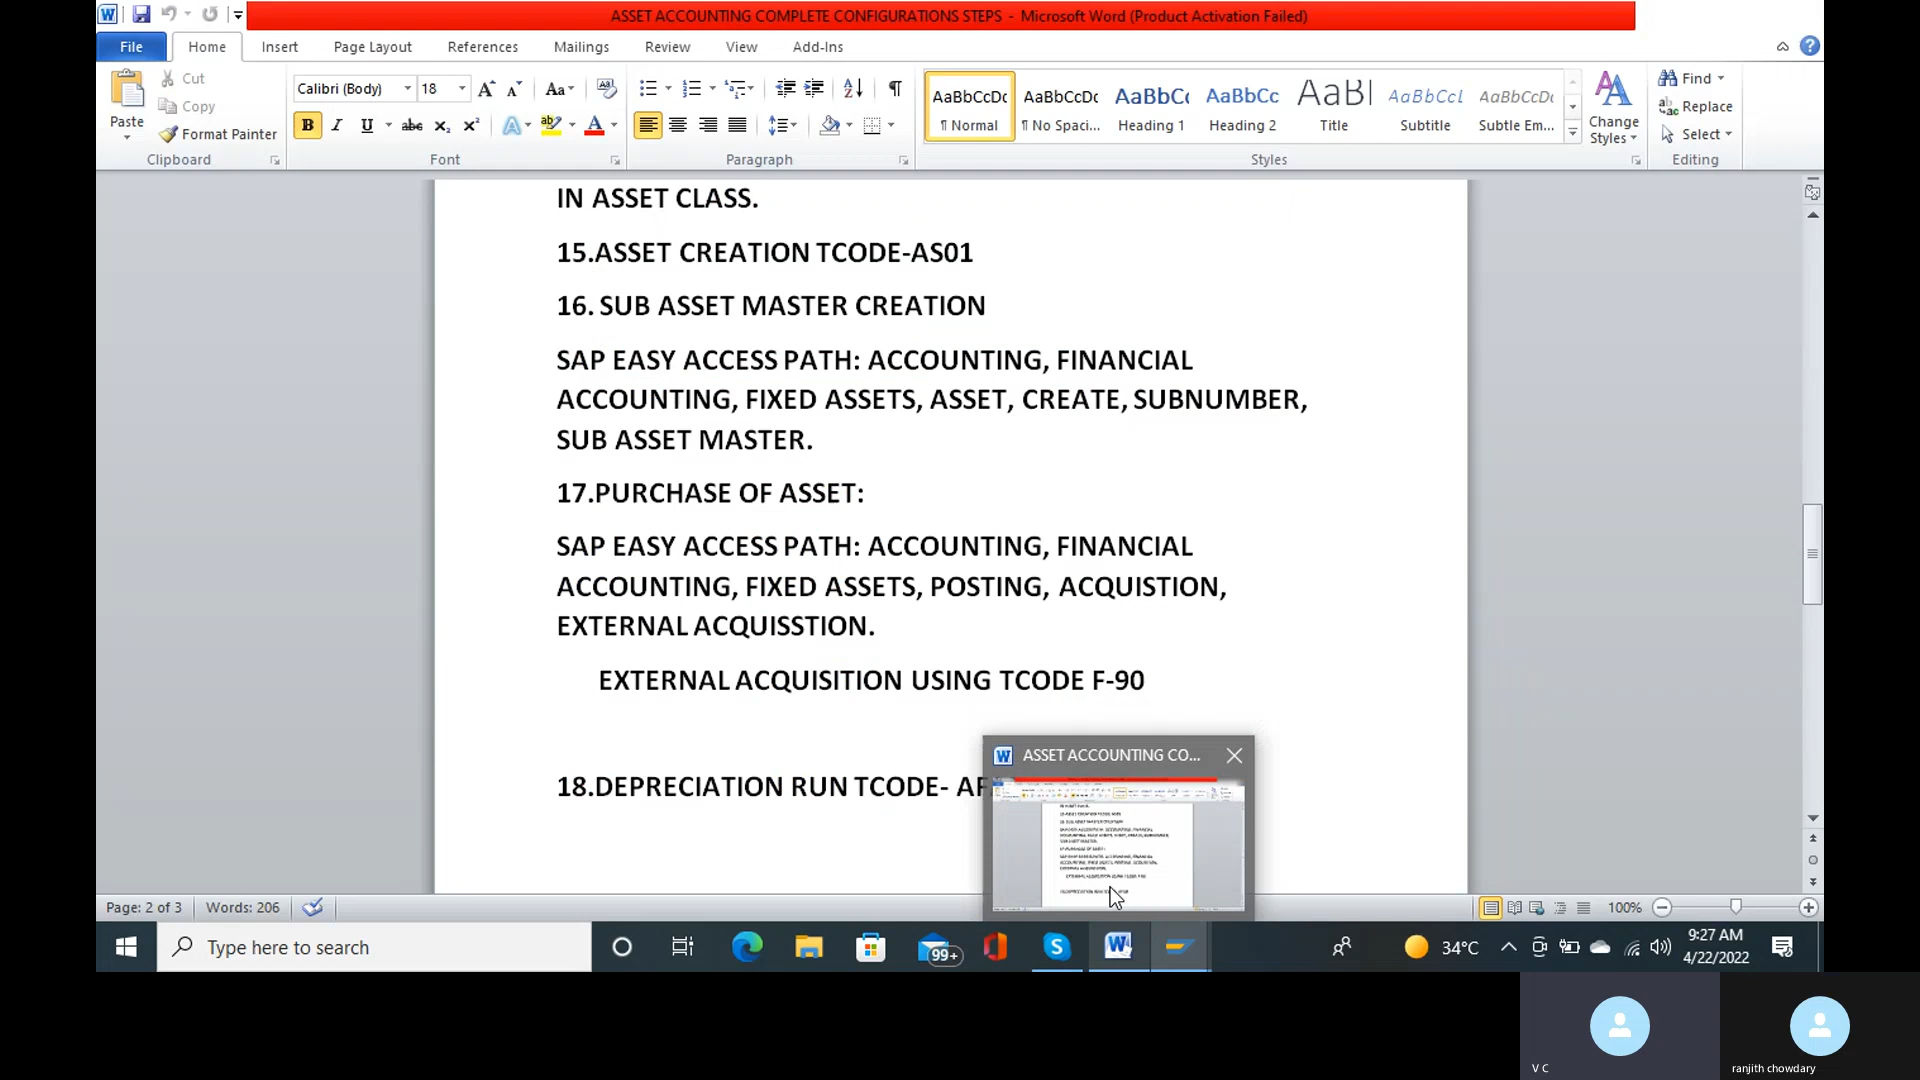 ASSET ACCOUNTING COMPLETE CONFIGURATIONS STEPS - Microsoft Word (Product Activation Failed)
File Home Insert Page Layout References Mailings Review View Add-Ins
Paste
Cut
Copy
Format Painter
Clipboard
Calibri (Body) 18
Font
Paragraph
AaBbCcDc AaBbCcDc AaBbCc AaBbCc AaBl AaBbCcL AaBbCcDc
¶ Normal ¶ No Spaci... Heading 1 Heading 2 Title Subtitle Subtle Em...
Change
Styles
Styles
Find
Replace
Select
Editing
IN ASSET CLASS.
15.ASSET CREATION TCODE-AS01
16. SUB ASSET MASTER CREATION
SAP EASY ACCESS PATH: ACCOUNTING, FINANCIAL
ACCOUNTING, FIXED ASSETS, ASSET, CREATE, SUBNUMBER,
SUB ASSET MASTER.
17.PURCHASE OF ASSET:
SAP EASY ACCESS PATH: ACCOUNTING, FINANCIAL
ACCOUNTING, FIXED ASSETS, POSTING, ACQUISTION,
EXTERNAL ACQUISSTION.
EXTERNAL ACQUISITION USING TCODE F-90
18.DEPRECIATION RUN TCODE-
ASSET ACCOUNTING CO...
Page: 2 of 3 Words: 206
100%
Type here to search
99+
34°C
9:27 AM
4/22/2022
V C
ranjith chowdary